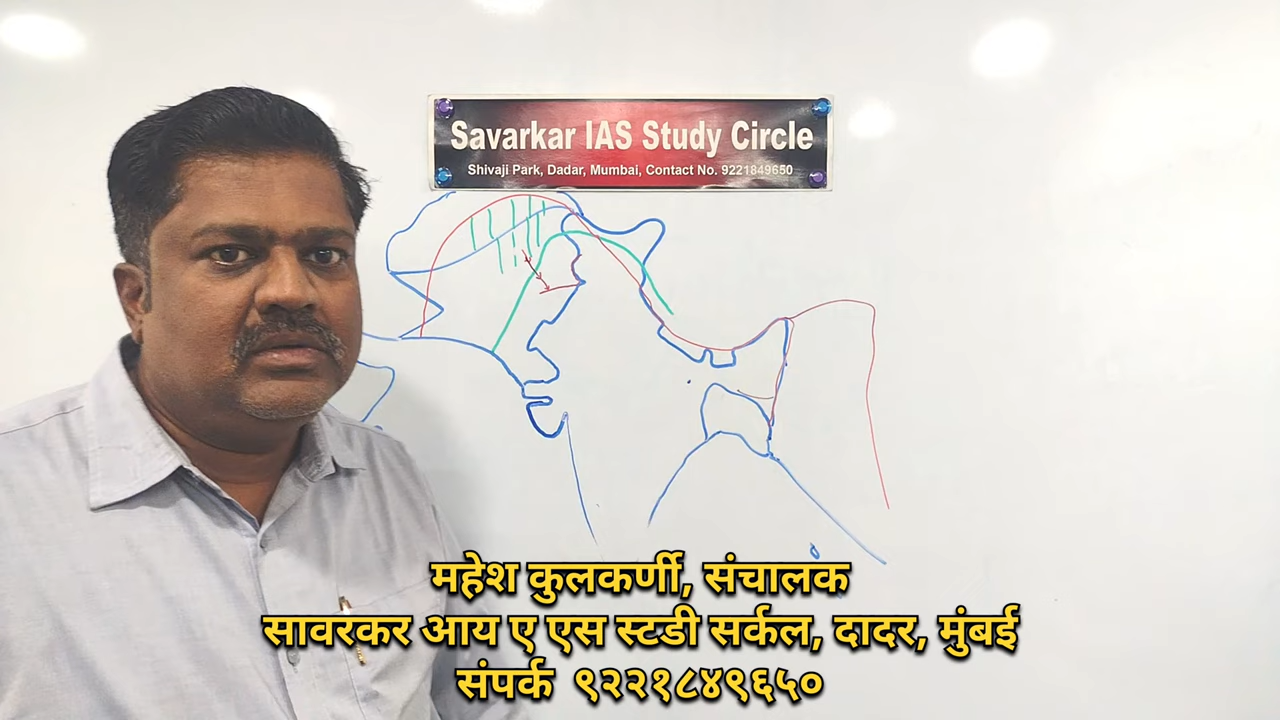 Savarkar IAS Study Circle
Shivaji Park, Dadar, Mumbai, Contact No. 9221849650
महेश कुलकर्णी, संचालक
सावरकर आय ए एस स्टडी सर्कल, दादर, मुंबई
संपर्क ९२२१८४९६५०